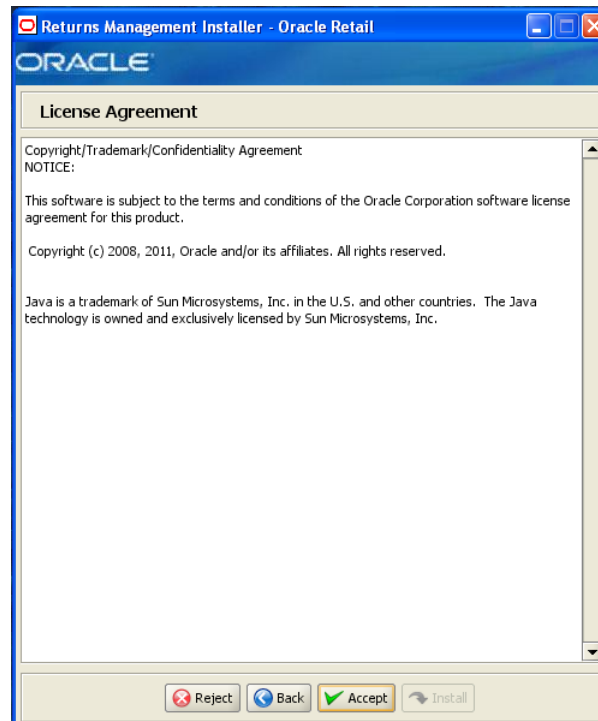 Returns Management Installer - Oracle Retail
ORACLE
License Agreement
Copyright/Trademark/Confidentiality Agreement
NOTICE:
This software is subject to the terms and conditions of the Oracle Corporation software license
agreement for this product.
Copyright (c) 2008, 2011, Oracle and/or its affiliates. All rights reserved.
Java is a trademark of Sun Microsystems, Inc. in the U.S. and other countries.  The Java
technology is owned and exclusively licensed by Sun Microsystems, Inc.
Reject Back Accept Install